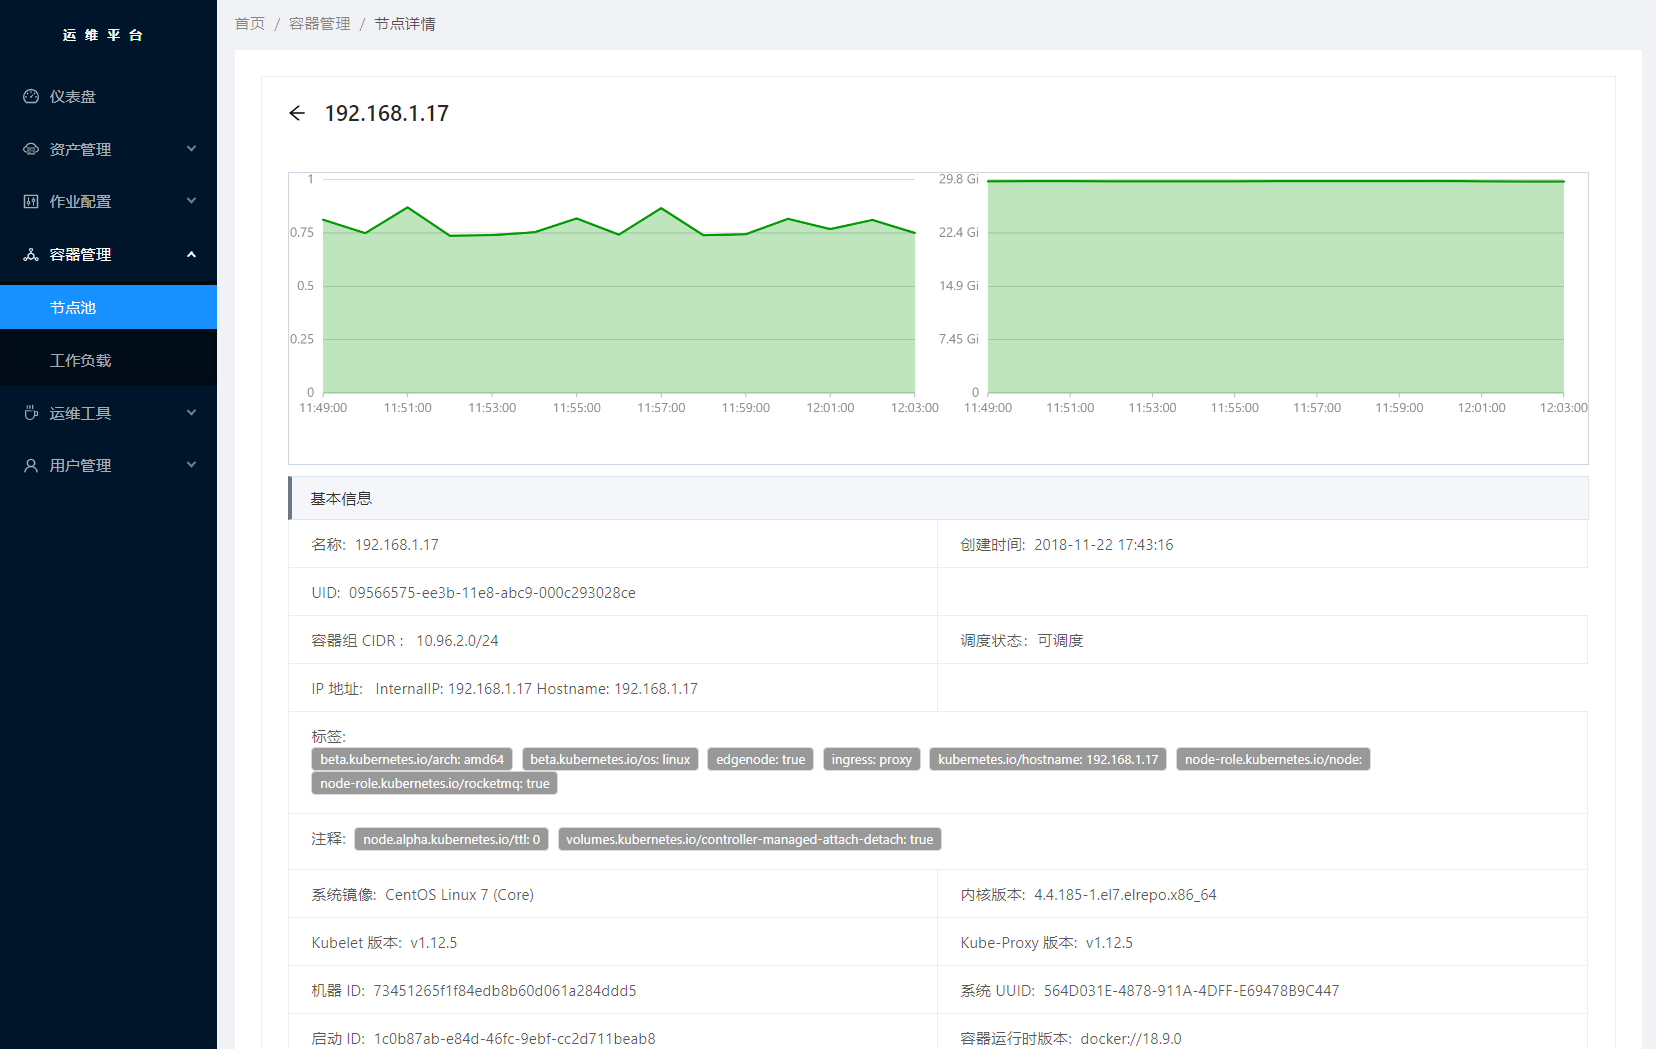 运维平台
仪表盘
资产管理
作业配置
容器管理
节点池
工作负载
运维工具
用户管理
首页 / 容器管理 / 节点详情
192.168.1.17
1
0.75
0.5
0.25
0
11:49:00 11:51:00 11:53:00 11:55:00 11:57:00 11:59:00 12:01:00 12:03:00
29.8 Gi
22.4 Gi
14.9 Gi
7.45 Gi
0
11:49:00 11:51:00 11:53:00 11:55:00 11:57:00 11:59:00 12:01:00 12:03:00
基本信息
名称: 192.168.1.17
创建时间: 2018-11-22 17:43:16
UID: 09566575-ee3b-11e8-abc9-000c293028ce
容器组 CIDR : 10.96.2.0/24
调度状态: 可调度
IP 地址: InternalIP: 192.168.1.17 Hostname: 192.168.1.17
标签:
beta.kubernetes.io/arch: amd64 beta.kubernetes.io/os: linux edgenode: true ingress: proxy kubernetes.io/hostname: 192.168.1.17 node-role.kubernetes.io/node:
node-role.kubernetes.io/rocketmq: true
注释: node.alpha.kubernetes.io/ttl: 0 volumes.kubernetes.io/controller-managed-attach-detach: true
系统镜像: CentOS Linux 7 (Core)
内核版本: 4.4.185-1.el7.elrepo.x86_64
Kubelet 版本: v1.12.5
Kube-Proxy 版本: v1.12.5
机器 ID: 73451265f1f84edb8b60d061a284ddd5
系统 UUID: 564D031E-4878-911A-4DFF-E69478B9C447
启动 ID: 1c0b87ab-e84d-46fc-9ebf-cc2d711beab8
容器运行时版本: docker://18.9.0